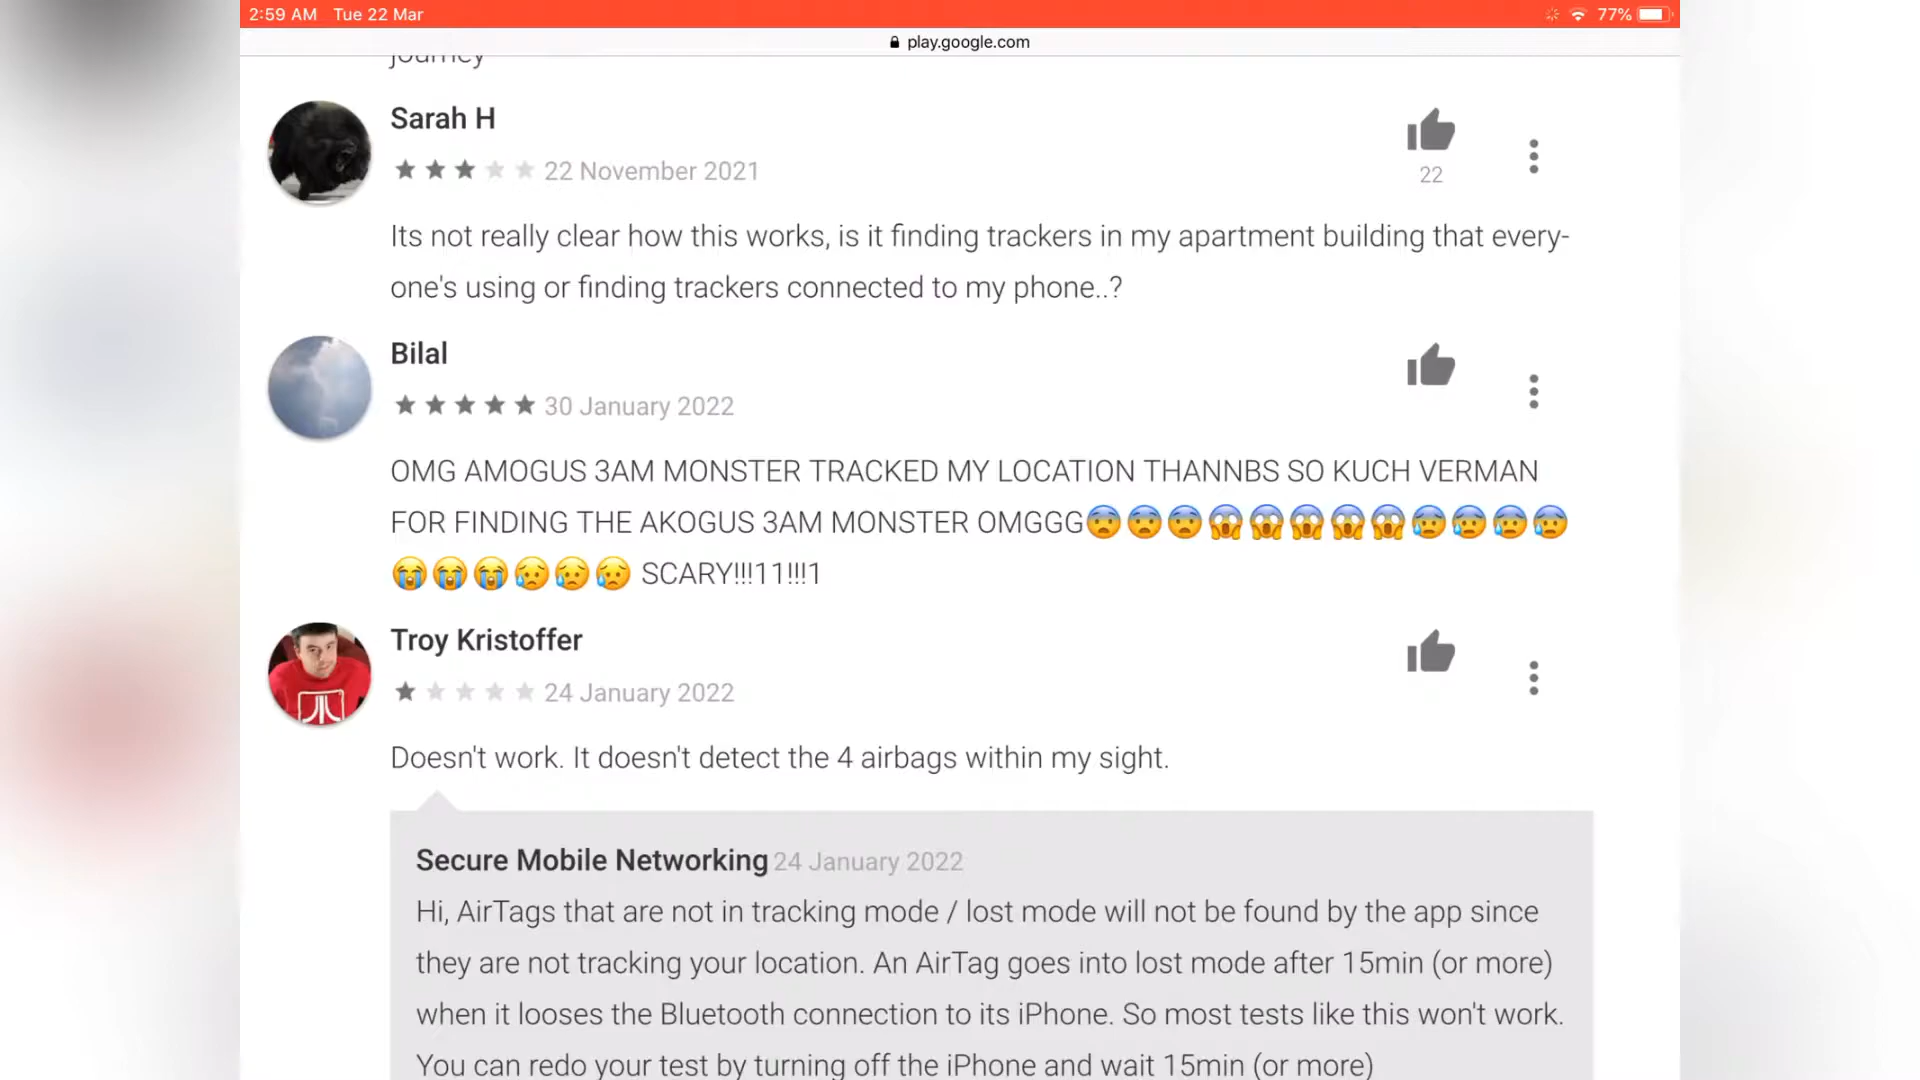 2:59 AM Tue 22 Mar 77%
play.google.com
journey
Sarah H
22 November 2021
22
Its not really clear how this works, is it finding trackers in my apartment building that every-
one's using or finding trackers connected to my phone..?
Bilal
30 January 2022
OMG AMOGUS 3AM MONSTER TRACKED MY LOCATION THANNBS SO KUCH VERMAN
FOR FINDING THE AKOGUS 3AM MONSTER OMGGG😨😨😨😱😱😱😱😱😰😰😰😰
😭😭😭😥😥😥 SCARY!!!11!!!1
Troy Kristoffer
24 January 2022
Doesn't work. It doesn't detect the 4 airbags within my sight.
Secure Mobile Networking 24 January 2022
Hi, AirTags that are not in tracking mode / lost mode will not be found by the app since
they are not tracking your location. An AirTag goes into lost mode after 15min (or more)
when it looses the Bluetooth connection to its iPhone. So most tests like this won't work.
You can redo your test by turning off the iPhone and wait 15min (or more)